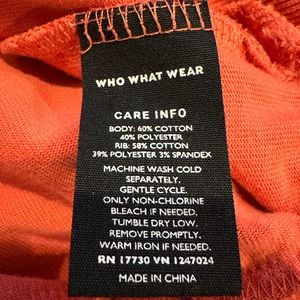 WHO WHAT WEAR
CARE INFO
BODY: 60% COTTON
40% POLYESTER
RIB: 58% COTTON
39% POLYESTER 3% SPANDEX
MACHINE WASH COLD
SEPARATELY.
GENTLE CYCLE.
ONLY NON-CHLORINE
BLEACH IF NEEDED.
TUMBLE DRY LOW.
REMOVE PROMPTLY.
WARM IRON IF NEEDED.
RN 17730 VN 1247024
MADE IN CHINA